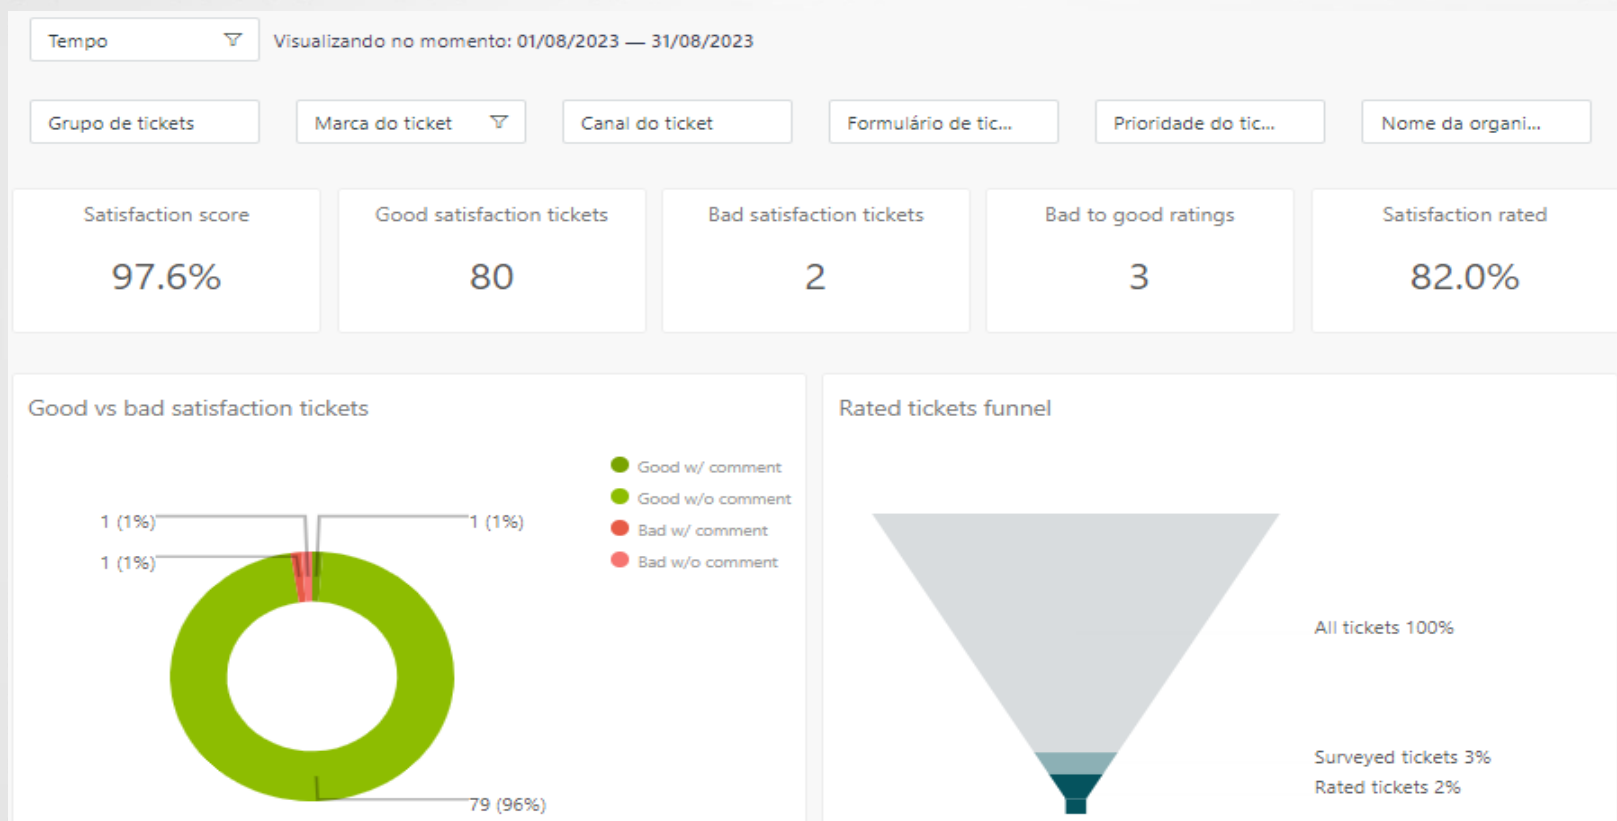 Tempo
Visualizando no momento: 01/08/2023 — 31/08/2023
Grupo de tickets
Marca do ticket
Canal do ticket
Formulário de tic...
Prioridade do tic...
Nome da organi...
Satisfaction score
97.6%
Good satisfaction tickets
80
Bad satisfaction tickets
2
Bad to good ratings
3
Satisfaction rated
82.0%
Good vs bad satisfaction tickets
Good w/ comment
Good w/o comment
Bad w/ comment
Bad w/o comment
1 (1%)
1 (1%)
1 (1%)
79 (96%)
Rated tickets funnel
All tickets 100%
Surveyed tickets 3%
Rated tickets 2%